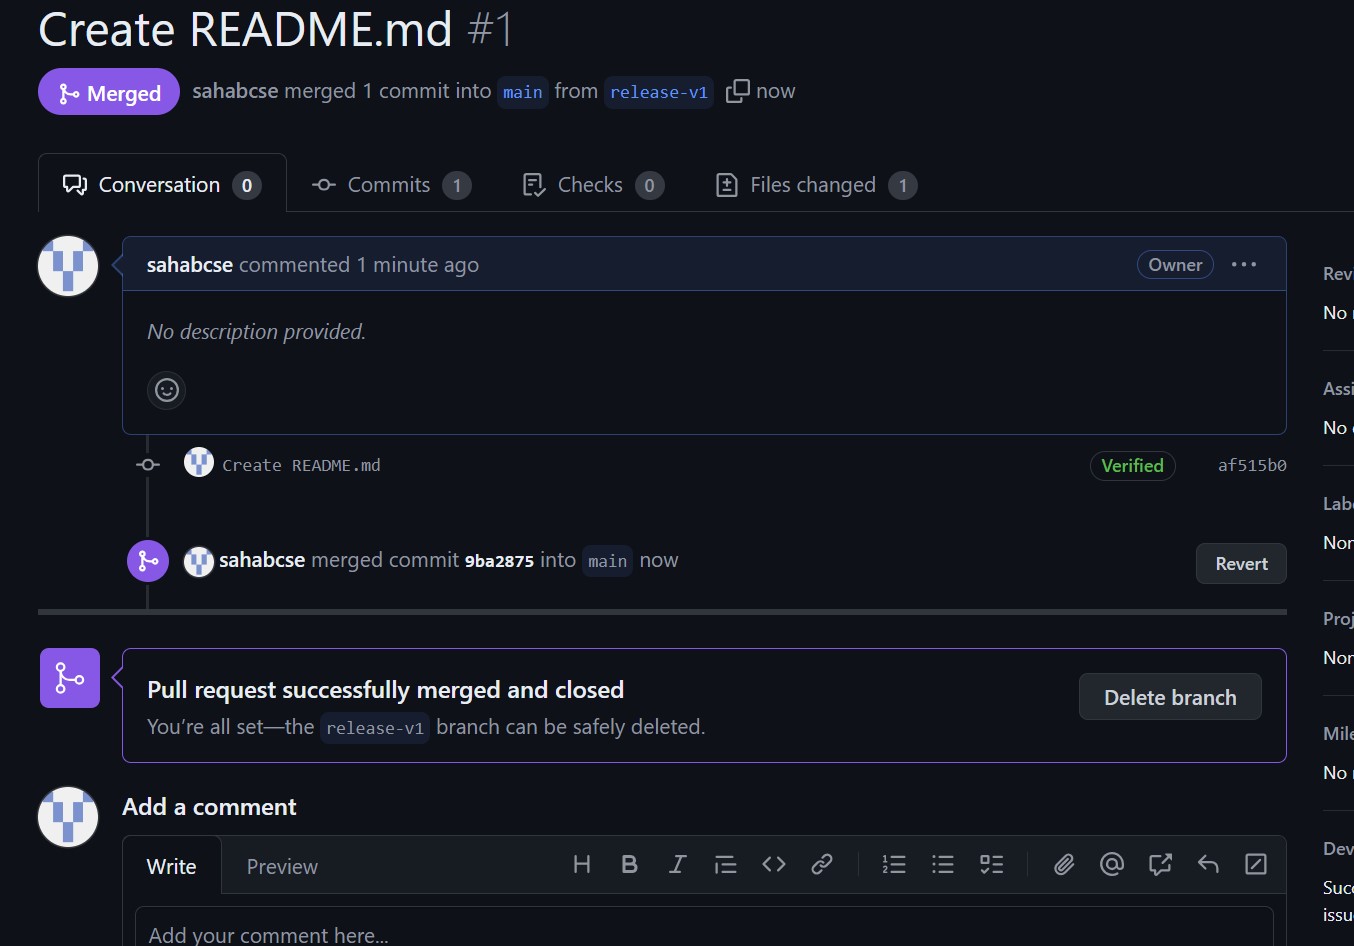 Create README.md #1
Merged sahabcse merged 1 commit into main from release-v1 now
Conversation 0 Commits 1 Checks 0 Files changed 1
sahabcse commented 1 minute ago Owner
No description provided.
Create README.md Verified af515b0
sahabcse merged commit 9ba2875 into main now Revert
Pull request successfully merged and closed
You’re all set—the release-v1 branch can be safely deleted.
Delete branch
Add a comment
Write Preview
Add your comment here...
Rev
No
Assi
No
Lab
Non
Proj
Non
Mile
No
Dev
Succ
issu